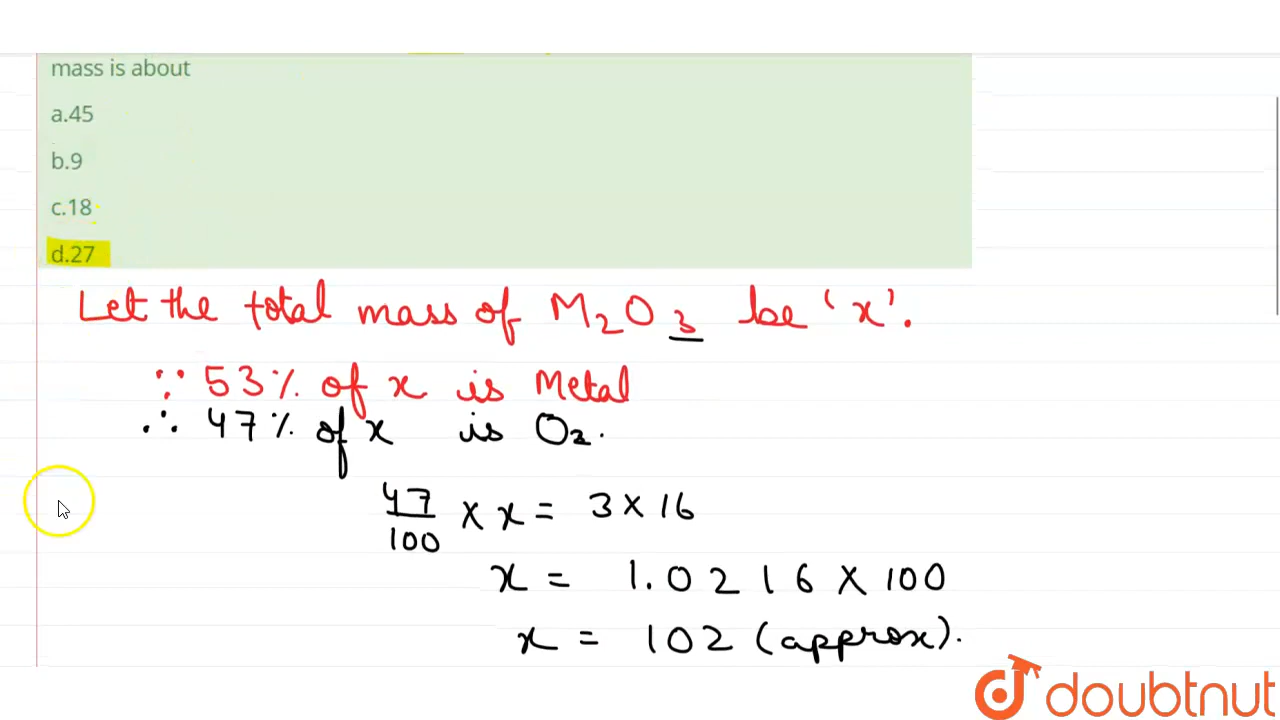 mass is about
a.45
b.9
c.18
d.27
Let the total mass of M₂O₃ be 'x'.
∵ 53% of x is Metal
∴ 47% of x is O₂.
47/100 × x = 3 × 16
x = 1.0216 × 100
x = 102 (approx).
doubtnut